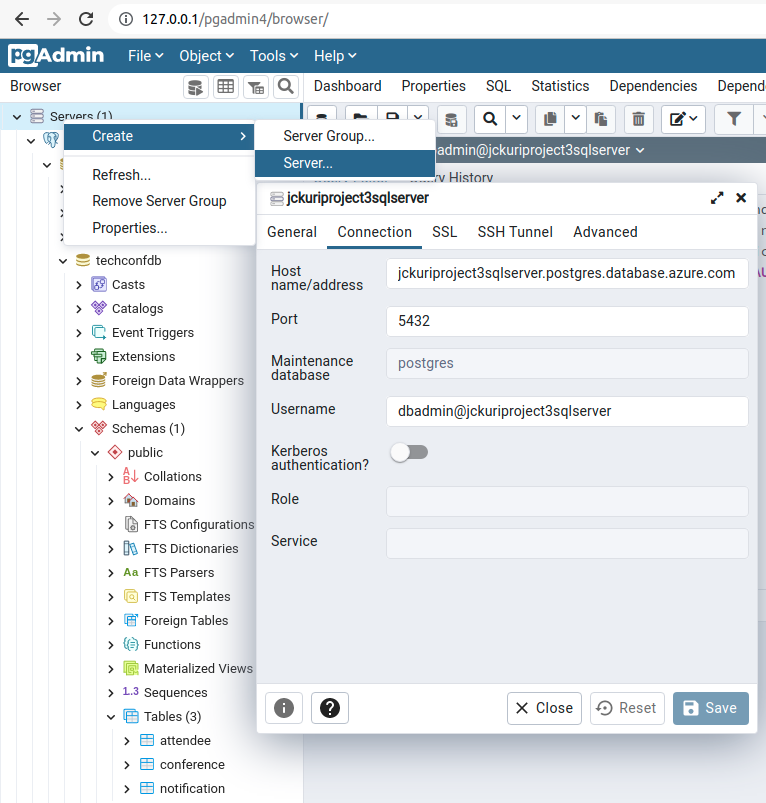 127.0.0.1/pgadmin4/browser/
pgAdmin File Object Tools Help
Browser
Dashboard Properties SQL Statistics Dependencies Depend
Servers (1)
Create
Server Group...
Server...
Refresh...
Remove Server Group
Properties...
admin@jckuriproject3sqlserver
History
jckuriproject3sqlserver
General Connection SSL SSH Tunnel Advanced
Host
name/address
jckuriproject3sqlserver.postgres.database.azure.com
Port
5432
Maintenance
database
postgres
Username
dbadmin@jckuriproject3sqlserver
Kerberos
authentication?
Role
Service
Close Reset Save
techconfdb
Casts
Catalogs
Event Triggers
Extensions
Foreign Data Wrappers
Languages
Schemas (1)
public
Collations
Domains
FTS Configurations
FTS Dictionaries
Aa FTS Parsers
FTS Templates
Foreign Tables
Functions
Materialized Views
1.3 Sequences
Tables (3)
attendee
conference
notification